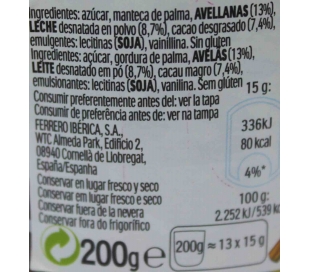 Ingredientes: azúcar, manteca de palma, AVELLANAS (13%),
LECHE desnatada en polvo (8,7%), cacao desgrasado (7,4%),
emulgentes: lecitinas (SOJA), vainillina. Sin gluten
Ingredientes: açúcar, gordura de palma, AVELÃS (13%),
LEITE desnatado em pó (8,7%), cacau magro (7,4%),
emulsionantes: lecitinas (SOJA), vanilina. Sem glúten
Consumir preferentemente antes del: ver la tapa
Consumir de preferência antes de: ver na tampa
FERRERO IBÉRICA, S.A.,
WTC Almeda Park, Edificio 2,
08940 Cornellà de Llobregat,
España/Espanha
Conservar en lugar fresco y seco
Conservar em lugar fresco e seco
Conservar fuera de la nevera
Conservar fora do frigorífico
15 g:
336kJ
80 kcal
4%*
100 g:
2.252 kJ/539 kc
200g e
200g ≈ 13 x 15 g